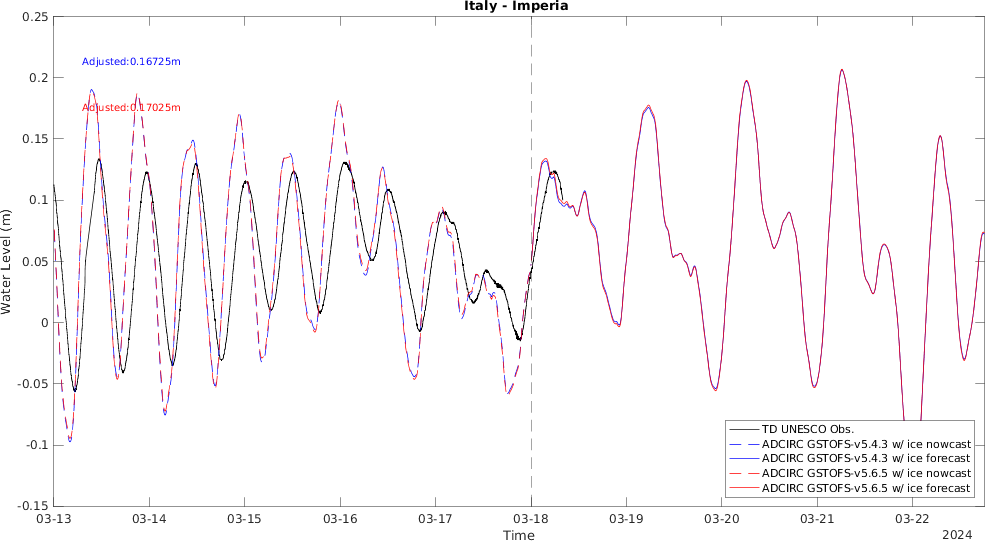 Italy - Imperia
0.25
0.2
0.15
0.1
0.05
0
-0.05
-0.1
-0.15
Water Level (m)
Adjusted:0.16725m
Adjusted:0.17025m
TD UNESCO Obs.
ADCIRC GSTOFS-v5.4.3 w/ ice nowcast
ADCIRC GSTOFS-v5.4.3 w/ ice forecast
ADCIRC GSTOFS-v5.6.5 w/ ice nowcast
ADCIRC GSTOFS-v5.6.5 w/ ice forecast
03-13 03-14 03-15 03-16 03-17 03-18 03-19 03-20 03-21 03-22
Time
2024